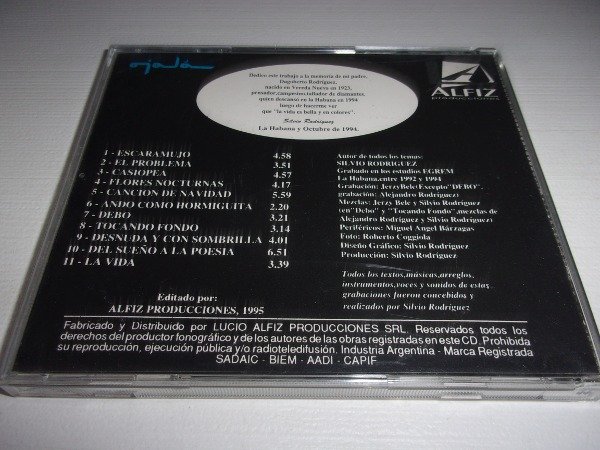 ojalá
Dedico este trabajo a la memoria de mi padre,
Dagoberto Rodríguez,
nacido en Vereda Nueva en 1923,
pensador, campesino, tallador de diamantes,
quien descansó en la Habana en 1994
luego de hacerme ver
que "la vida es bella y en colores".
Silvio Rodríguez
La Habana y Octubre de 1994.
ALFIZ
producciones
1 - ESCARAMUJO 4.58
2 - EL PROBLEMA 3.51
3 - CASIOPEA 4.57
4 - FLORES NOCTURNAS 4.17
5 - CANCION DE NAVIDAD 5.59
6 - ANDO COMO HORMIGUITA 2.20
7 - DEBO 3.21
8 - TOCANDO FONDO 3.14
9 - DESNUDA Y CON SOMBRILLA 4.01
10 - DEL SUEÑO A LA POESIA 6.51
11 - LA VIDA 3.39
Editado por:
ALFIZ PRODUCCIONES, 1995
Autor de todos los temas:
SILVIO RODRIGUEZ
Grabado en los estudios EGREM
La Habana, entre 1992 y 1994
Grabación: Jerzy Bele (Excepto "DEBO",
grabación: Alejandro Rodríguez)
Mezclas: Jerzy Bele y Silvio Rodríguez
(en "Debo" y "Tocando Fondo", mezclas de
Alejandro Rodríguez y Silvio Rodríguez)
Periféricos: Miguel Angel Bárzagas
Foto: Roberto Coggiola
Diseño Gráfico: Silvio Rodríguez
Producción: Silvio Rodríguez
Todos los textos, músicas, arreglos,
instrumentos, voces y sonidos de estas
grabaciones fueron concebidos y
realizados por Silvio Rodríguez
Fabricado y Distribuido por LUCIO ALFIZ PRODUCCIONES SRL. Reservados todos los
derechos del productor fonográfico y de los autores de las obras registradas en este CD, Prohibida
su reproducción, ejecución pública y/o radioteledifusión. Industria Argentina - Marca Registrada
SADAIC - BIEM - AADI - CAPIF